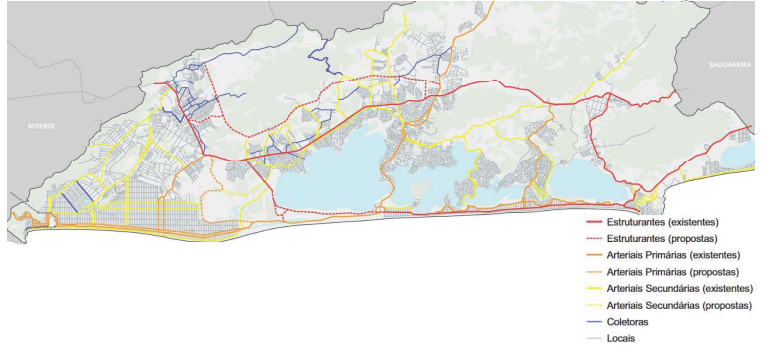 SAQUAREMA
NITERÓI
Estruturantes (existentes)
Estruturantes (propostas)
Arteriais Primárias (existentes)
Arteriais Primárias (propostas)
Arteriais Secundárias (existentes)
Arteriais Secundárias (propostas)
Coletoras
Locais